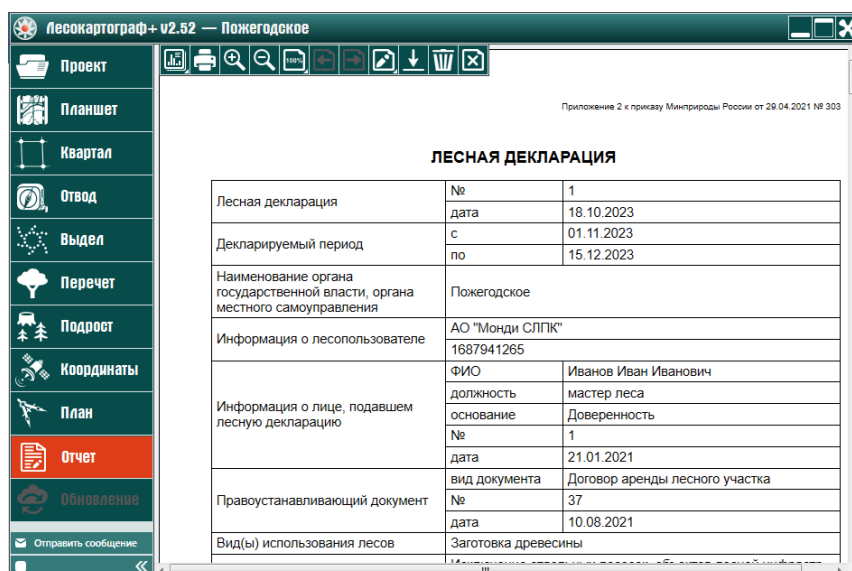 Лесокартограф+ v2.52 — Пожегодское
Проект
Планшет
Квартал
Отвод
Выдел
Перечет
Подрост
Координаты
План
Отчет
Обновление
Отправить сообщение
100%
Приложение 2 к приказу Минприроды России от 29.04.2021 № 303
ЛЕСНАЯ ДЕКЛАРАЦИЯ
Лесная декларация
№ 1
дата 18.10.2023
Декларируемый период
с 01.11.2023
по 15.12.2023
Наименование органа
государственной власти, органа
местного самоуправления
Пожегодское
Информация о лесопользователе
АО "Монди СЛПК"
1687941265
Информация о лице, подавшем
лесную декларацию
ФИО Иванов Иван Иванович
должность мастер леса
основание Доверенность
№ 1
дата 21.01.2021
Правоустанавливающий документ
вид документа Договор аренды лесного участка
№ 37
дата 10.08.2021
Вид(ы) использования лесов Заготовка древесины